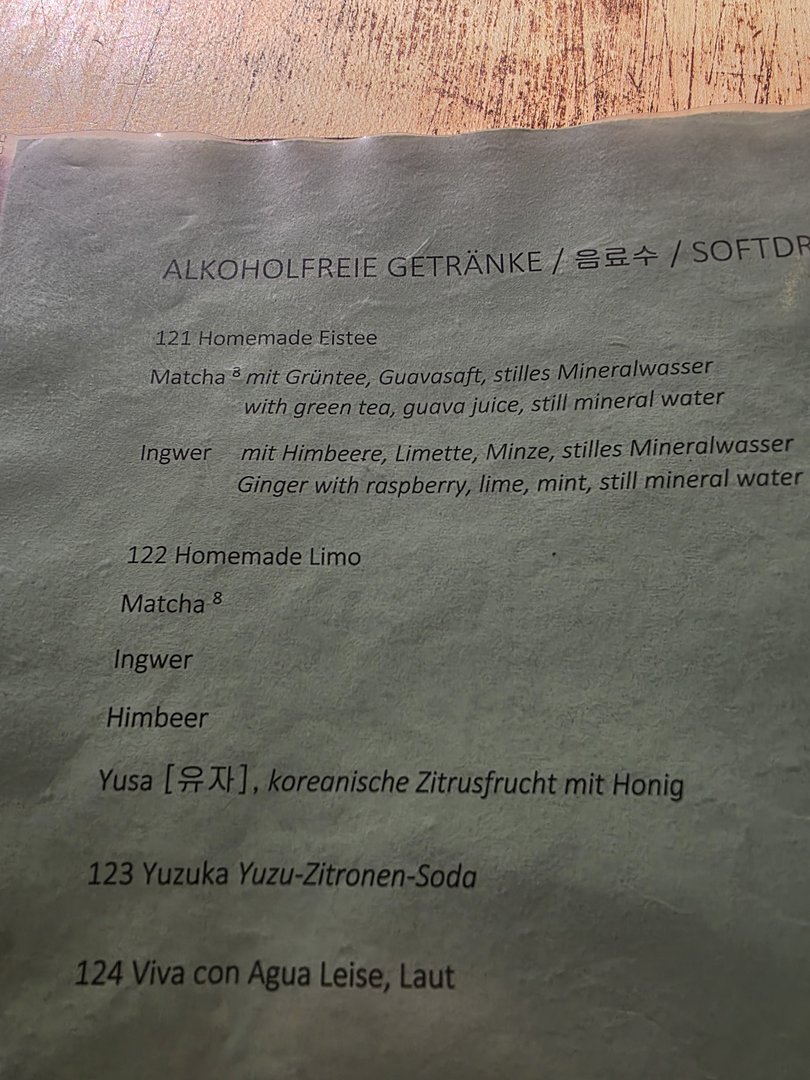 ALKOHOLFREIE GETRÄNKE / 음료수 / SOFTDR
121 Homemade Eistee
Matcha ⁸ mit Grüntee, Guavasaft, stilles Mineralwasser
with green tea, guava juice, still mineral water
Ingwer mit Himbeere, Limette, Minze, stilles Mineralwasser
Ginger with raspberry, lime, mint, still mineral water
122 Homemade Limo
Matcha ⁸
Ingwer
Himbeer
Yusa [유자], koreanische Zitrusfrucht mit Honig
123 Yuzuka Yuzu-Zitronen-Soda
124 Viva con Agua Leise, Laut